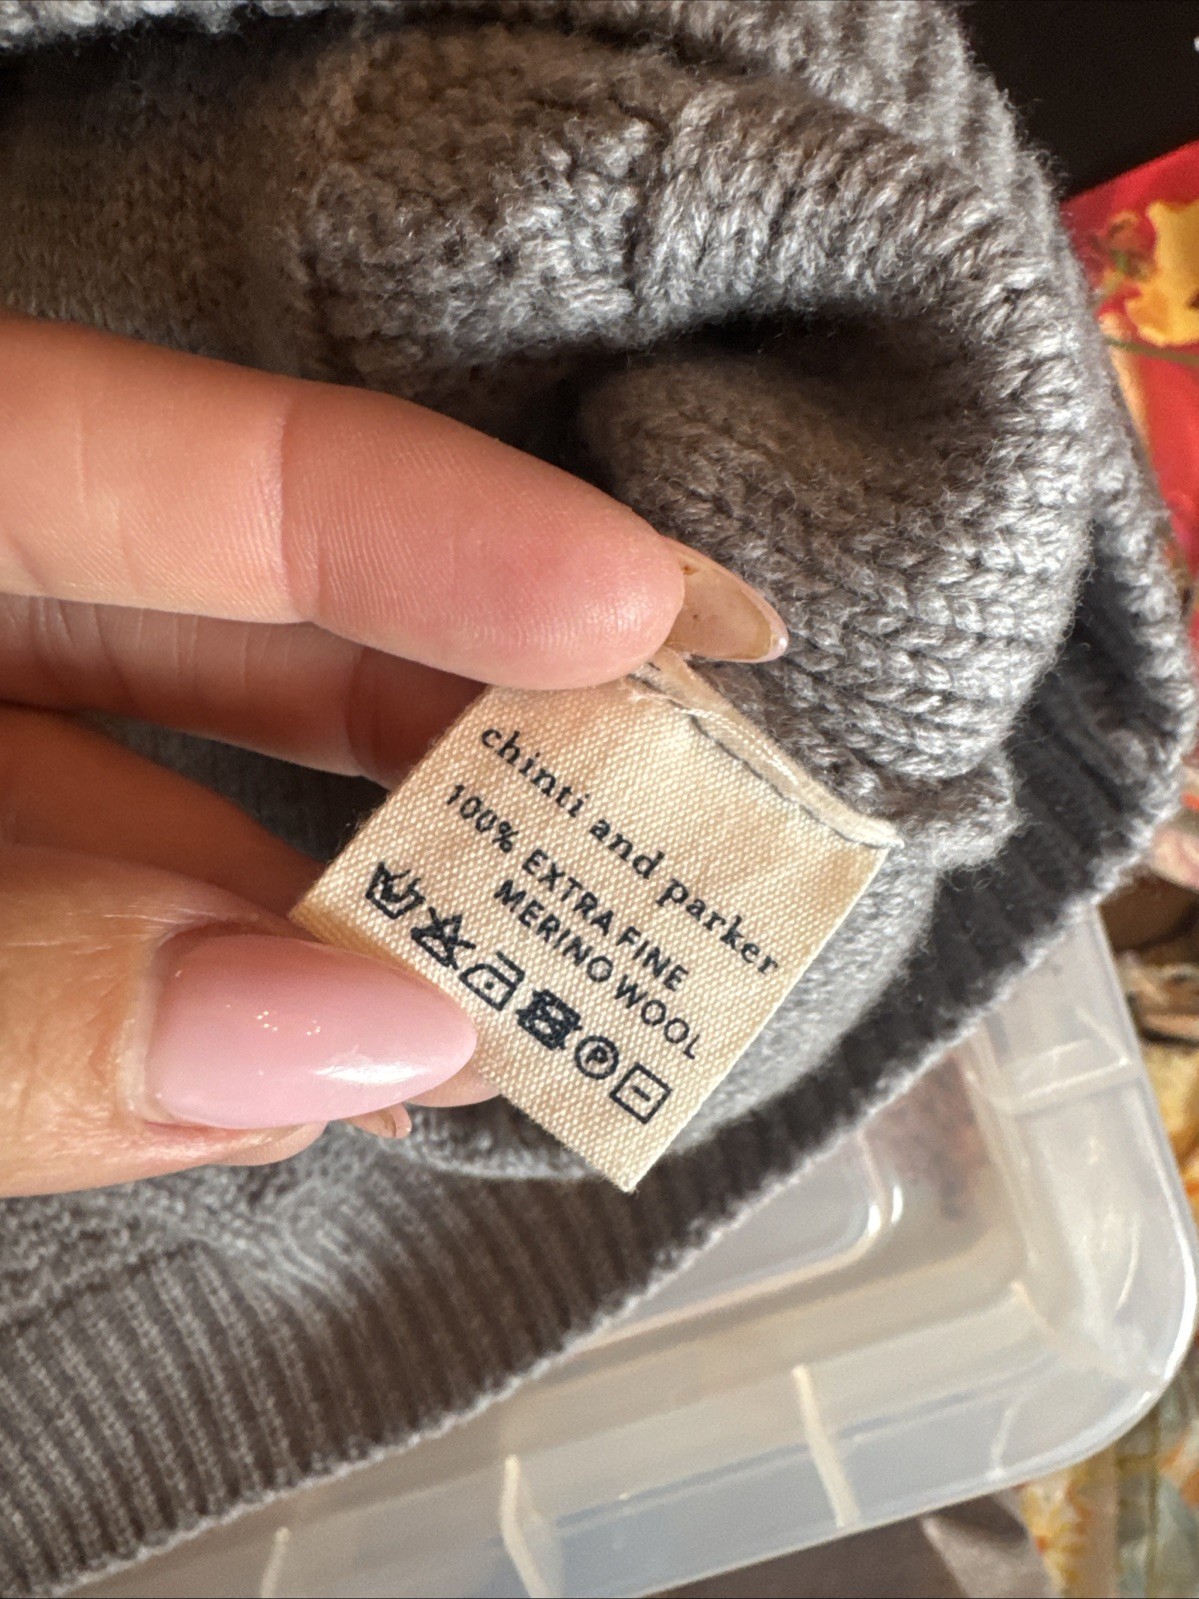 chinti and parker
100% EXTRA FINE
MERINO WOOL
P